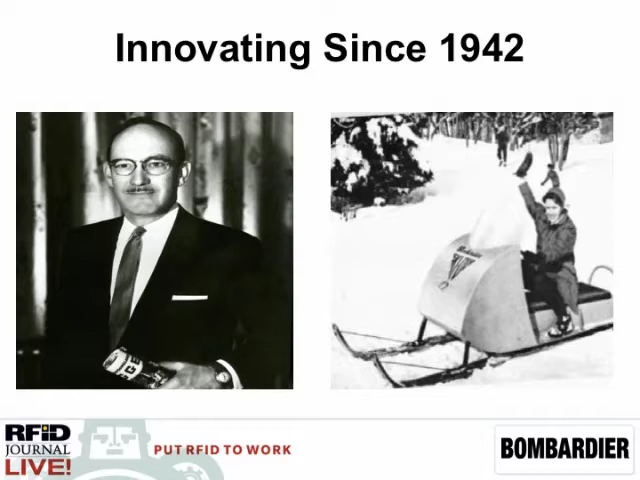 Innovating Since 1942
RFID
JOURNAL
LIVE!
PUT RFID TO WORK
BOMBARDIER